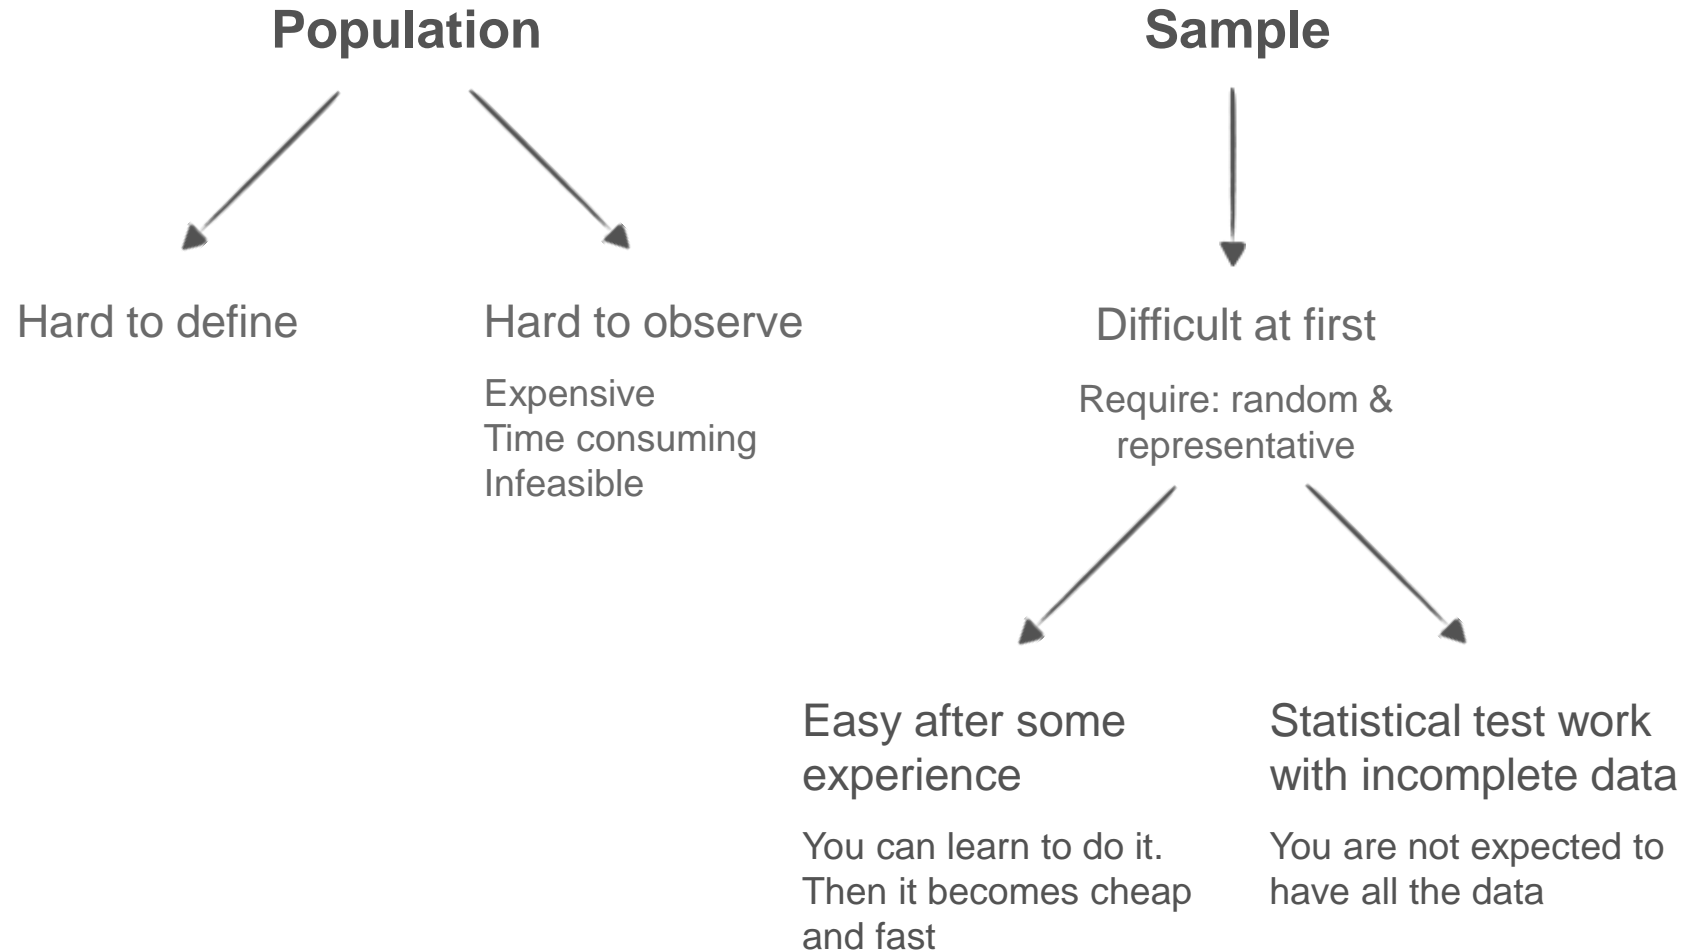 Population
Hard to define
Hard to observe
Expensive
Time consuming
Infeasible
Sample
Difficult at first
Require: random &
representative
Easy after some
experience
You can learn to do it.
Then it becomes cheap
and fast
Statistical test work
with incomplete data
You are not expected to
have all the data